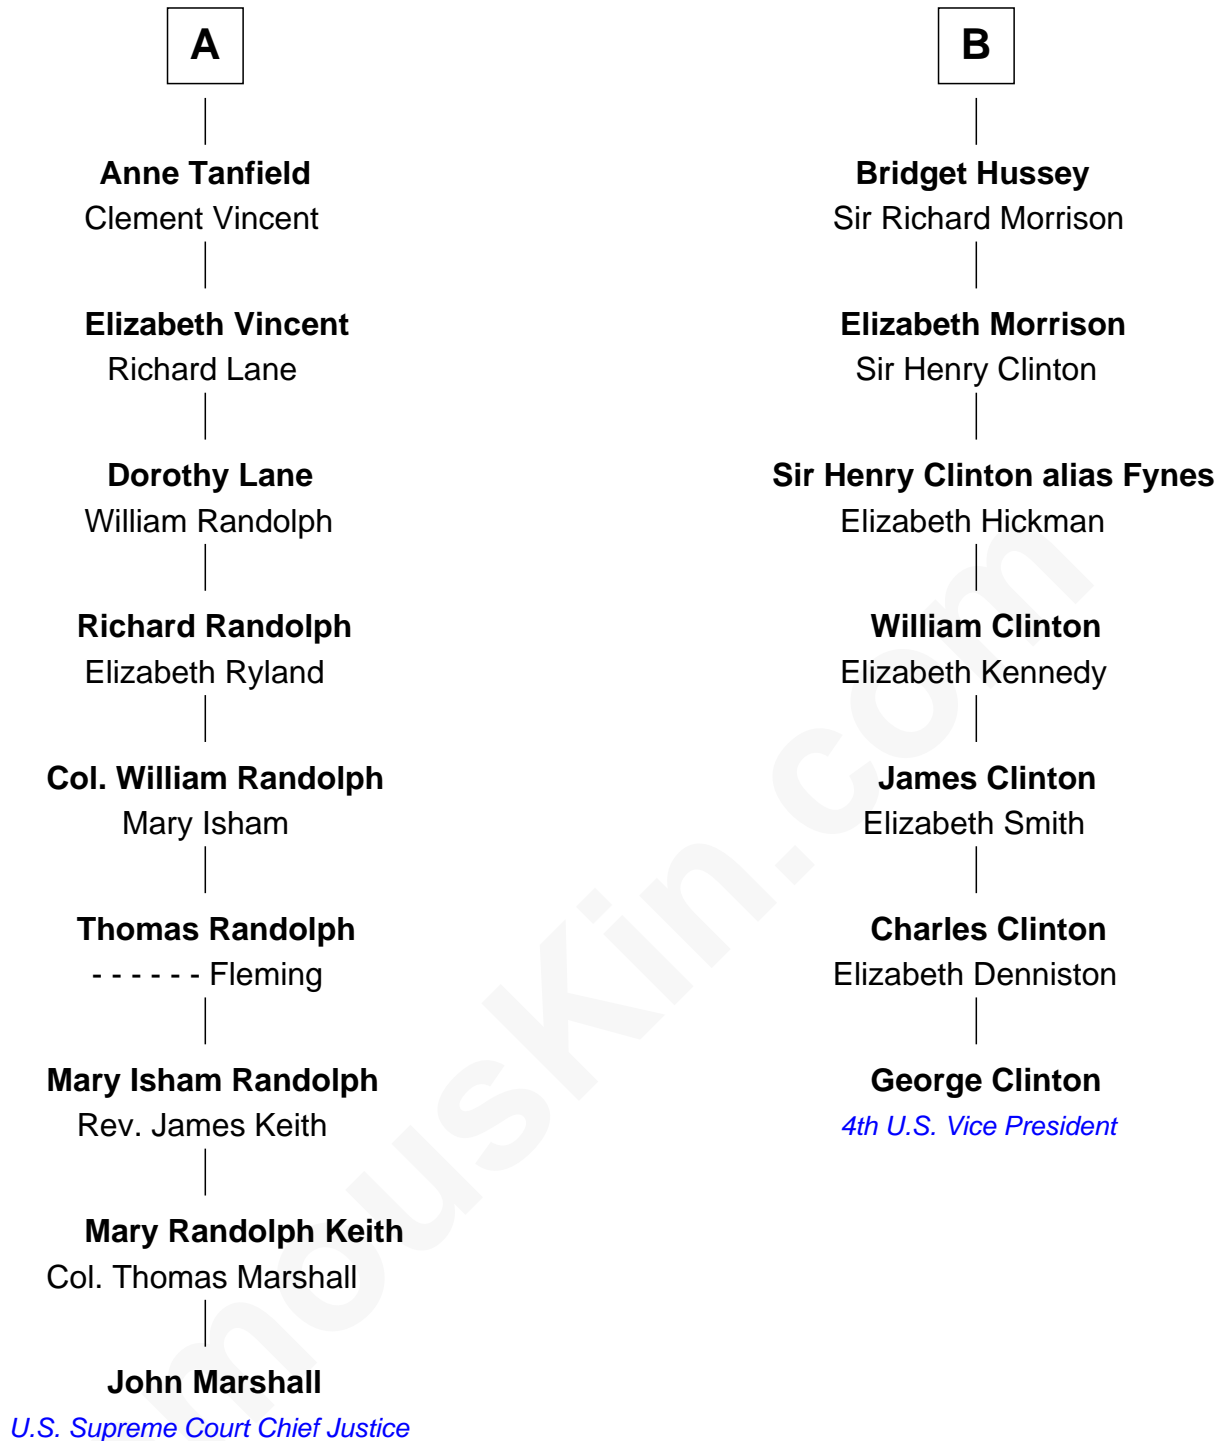 A
Anne Tanfield
Clement Vincent
Elizabeth Vincent
Richard Lane
Dorothy Lane
William Randolph
Richard Randolph
Elizabeth Ryland
Col. William Randolph
Mary Isham
Thomas Randolph
- - - - - - Fleming
Mary Isham Randolph
Rev. James Keith
Mary Randolph Keith
Col. Thomas Marshall
John Marshall
U.S. Supreme Court Chief Justice
B
Bridget Hussey
Sir Richard Morrison
Elizabeth Morrison
Sir Henry Clinton
Sir Henry Clinton alias Fynes
Elizabeth Hickman
William Clinton
Elizabeth Kennedy
James Clinton
Elizabeth Smith
Charles Clinton
Elizabeth Denniston
George Clinton
4th U.S. Vice President
mousKin.com